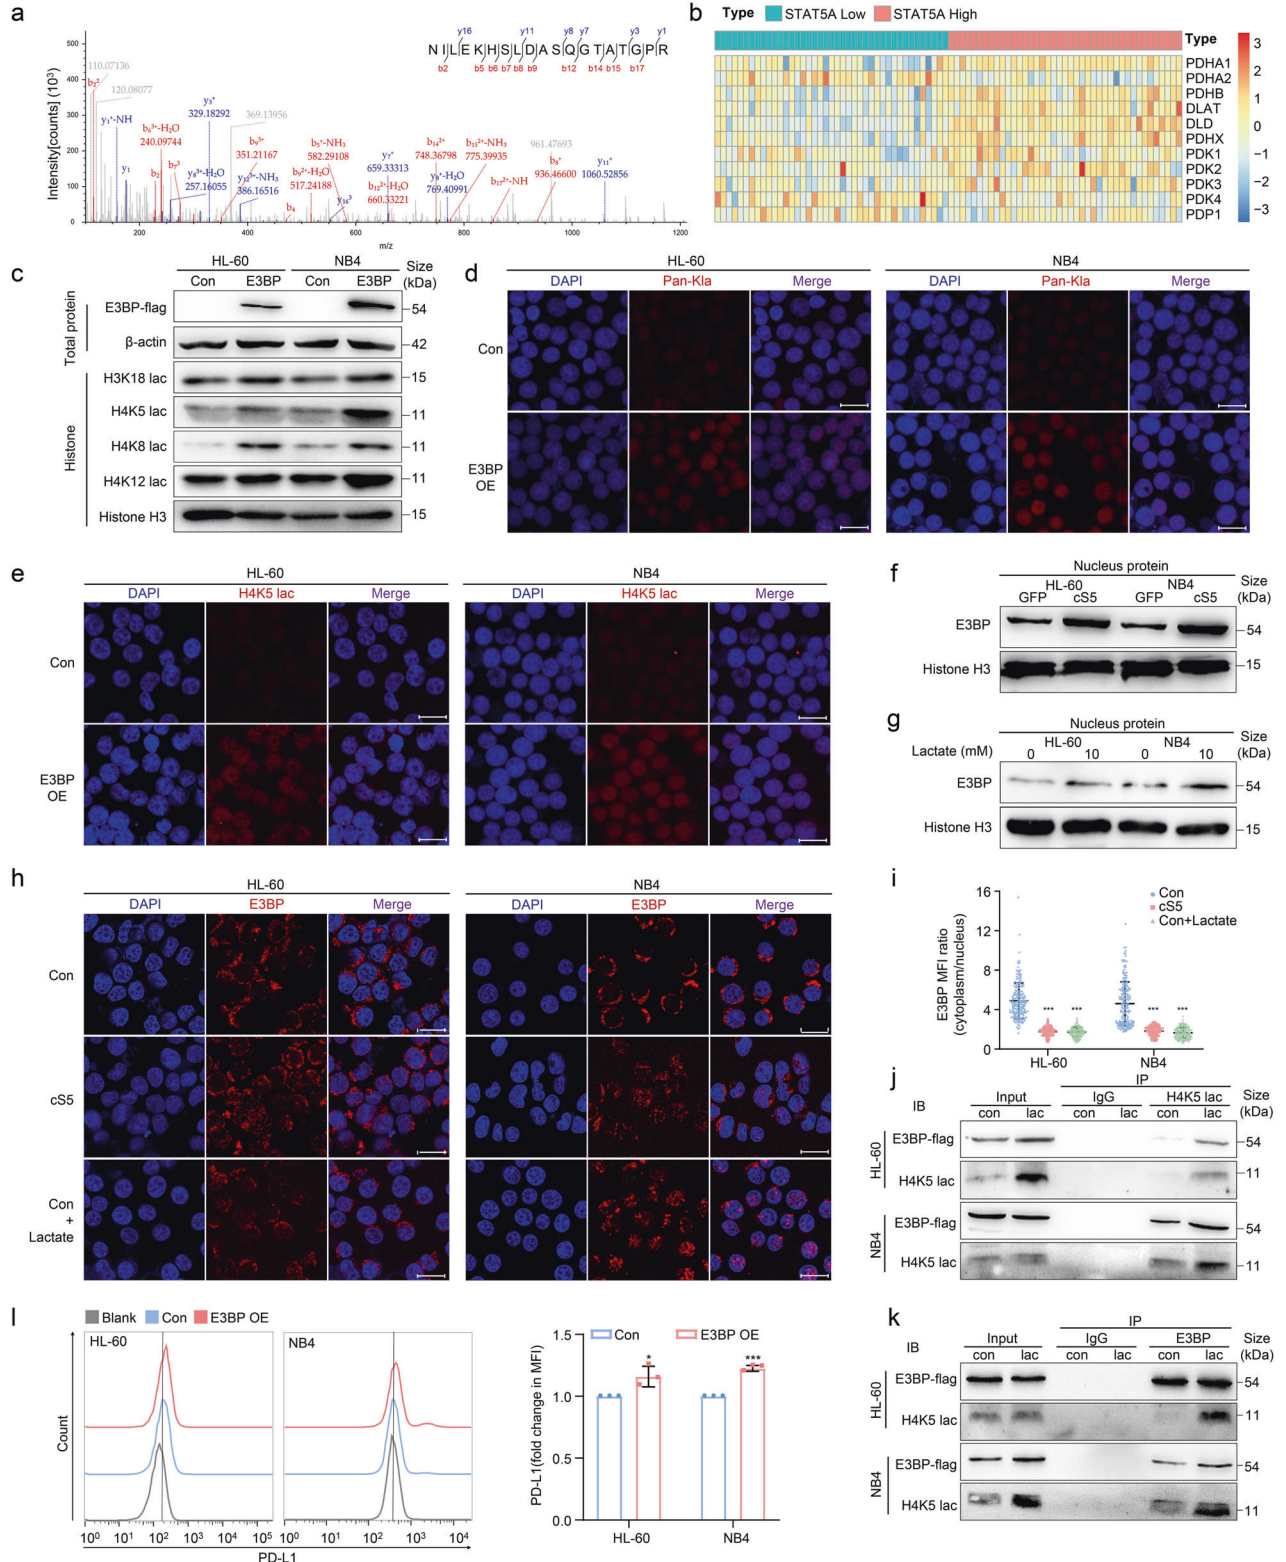 a
N I L E K H S L D A S Q G T A T G P R
y16 y11 y8 y7 y3 y1
b2 b5 b6 b7 b8 b9 b12 b14 b15 b17
Intensity[counts] (10³)
500
400
300
200
100
0
110.07136
b₂²
120.08077
y₁⁺-NH
y₁
b₆³⁺-H₂O
240.09744
b₂
b₇³
y₃⁺
329.18292
y₈³⁺-H₂O
257.16055
369.13956
b₉³⁺
351.21167
y₁₂³⁺-NH₃
386.16516
b₄
b₅⁺-NH₃
582.29108
b₉²⁺-H₂O
517.24188
y₁₆³
y₇⁺
659.33313
b₁₂²⁺-H₂O
660.33221
b₁₄²⁺
748.36798
y₈⁺-H₂O
769.40991
b₁₅²⁺-NH₃
775.39935
b₁₇²⁺-NH
961.47693
b₈⁺
936.46600
y₁₁⁺
1060.52856
200 400 600 800 1000 1200
m/z
b
Type STAT5A Low STAT5A High
Type
PDHA1
PDHA2
PDHB
DLAT
DLD
PDHX
PDK1
PDK2
PDK3
PDK4
PDP1
3
2
1
0
−1
−2
−3
c
HL-60 NB4 Size (kDa)
Con E3BP Con E3BP
Total protein
E3BP-flag 54
β-actin 42
Histone
H3K18 lac 15
H4K5 lac 11
H4K8 lac 11
H4K12 lac 11
Histone H3 15
d
HL-60 NB4
DAPI Pan-Kla Merge DAPI Pan-Kla Merge
Con
E3BP
OE
e
HL-60 NB4
DAPI H4K5 lac Merge DAPI H4K5 lac Merge
Con
E3BP
OE
f
Nucleus protein
HL-60 NB4 Size (kDa)
GFP cS5 GFP cS5
E3BP 54
Histone H3 15
g
Nucleus protein
HL-60 NB4 Size (kDa)
Lactate (mM) 0 10 0 10
E3BP 54
Histone H3 15
h
HL-60 NB4
DAPI E3BP Merge DAPI E3BP Merge
Con
cS5
Con
+
Lactate
i
E3BP MFI ratio
(cytoplasm/nucleus)
16
12
8
4
0
Con
cS5
Con+Lactate
*** *** *** ***
HL-60 NB4
j
IP
IB Input IgG H4K5 lac Size (kDa)
con lac con lac con lac
HL-60
E3BP-flag 54
H4K5 lac 11
NB4
E3BP-flag 54
H4K5 lac 11
k
IP
IB Input IgG E3BP Size (kDa)
con lac con lac con lac
HL-60
E3BP-flag 54
H4K5 lac 11
NB4
E3BP-flag 54
H4K5 lac 11
l
Blank Con E3BP OE
HL-60 NB4
Count
10⁰ 10¹ 10² 10³ 10⁴ 10⁵
10⁰ 10¹ 10² 10³ 10⁴
PD-L1
PD-L1(fold change in MFI)
1.5
1.0
0.5
0.0
Con E3BP OE
* ***
HL-60 NB4